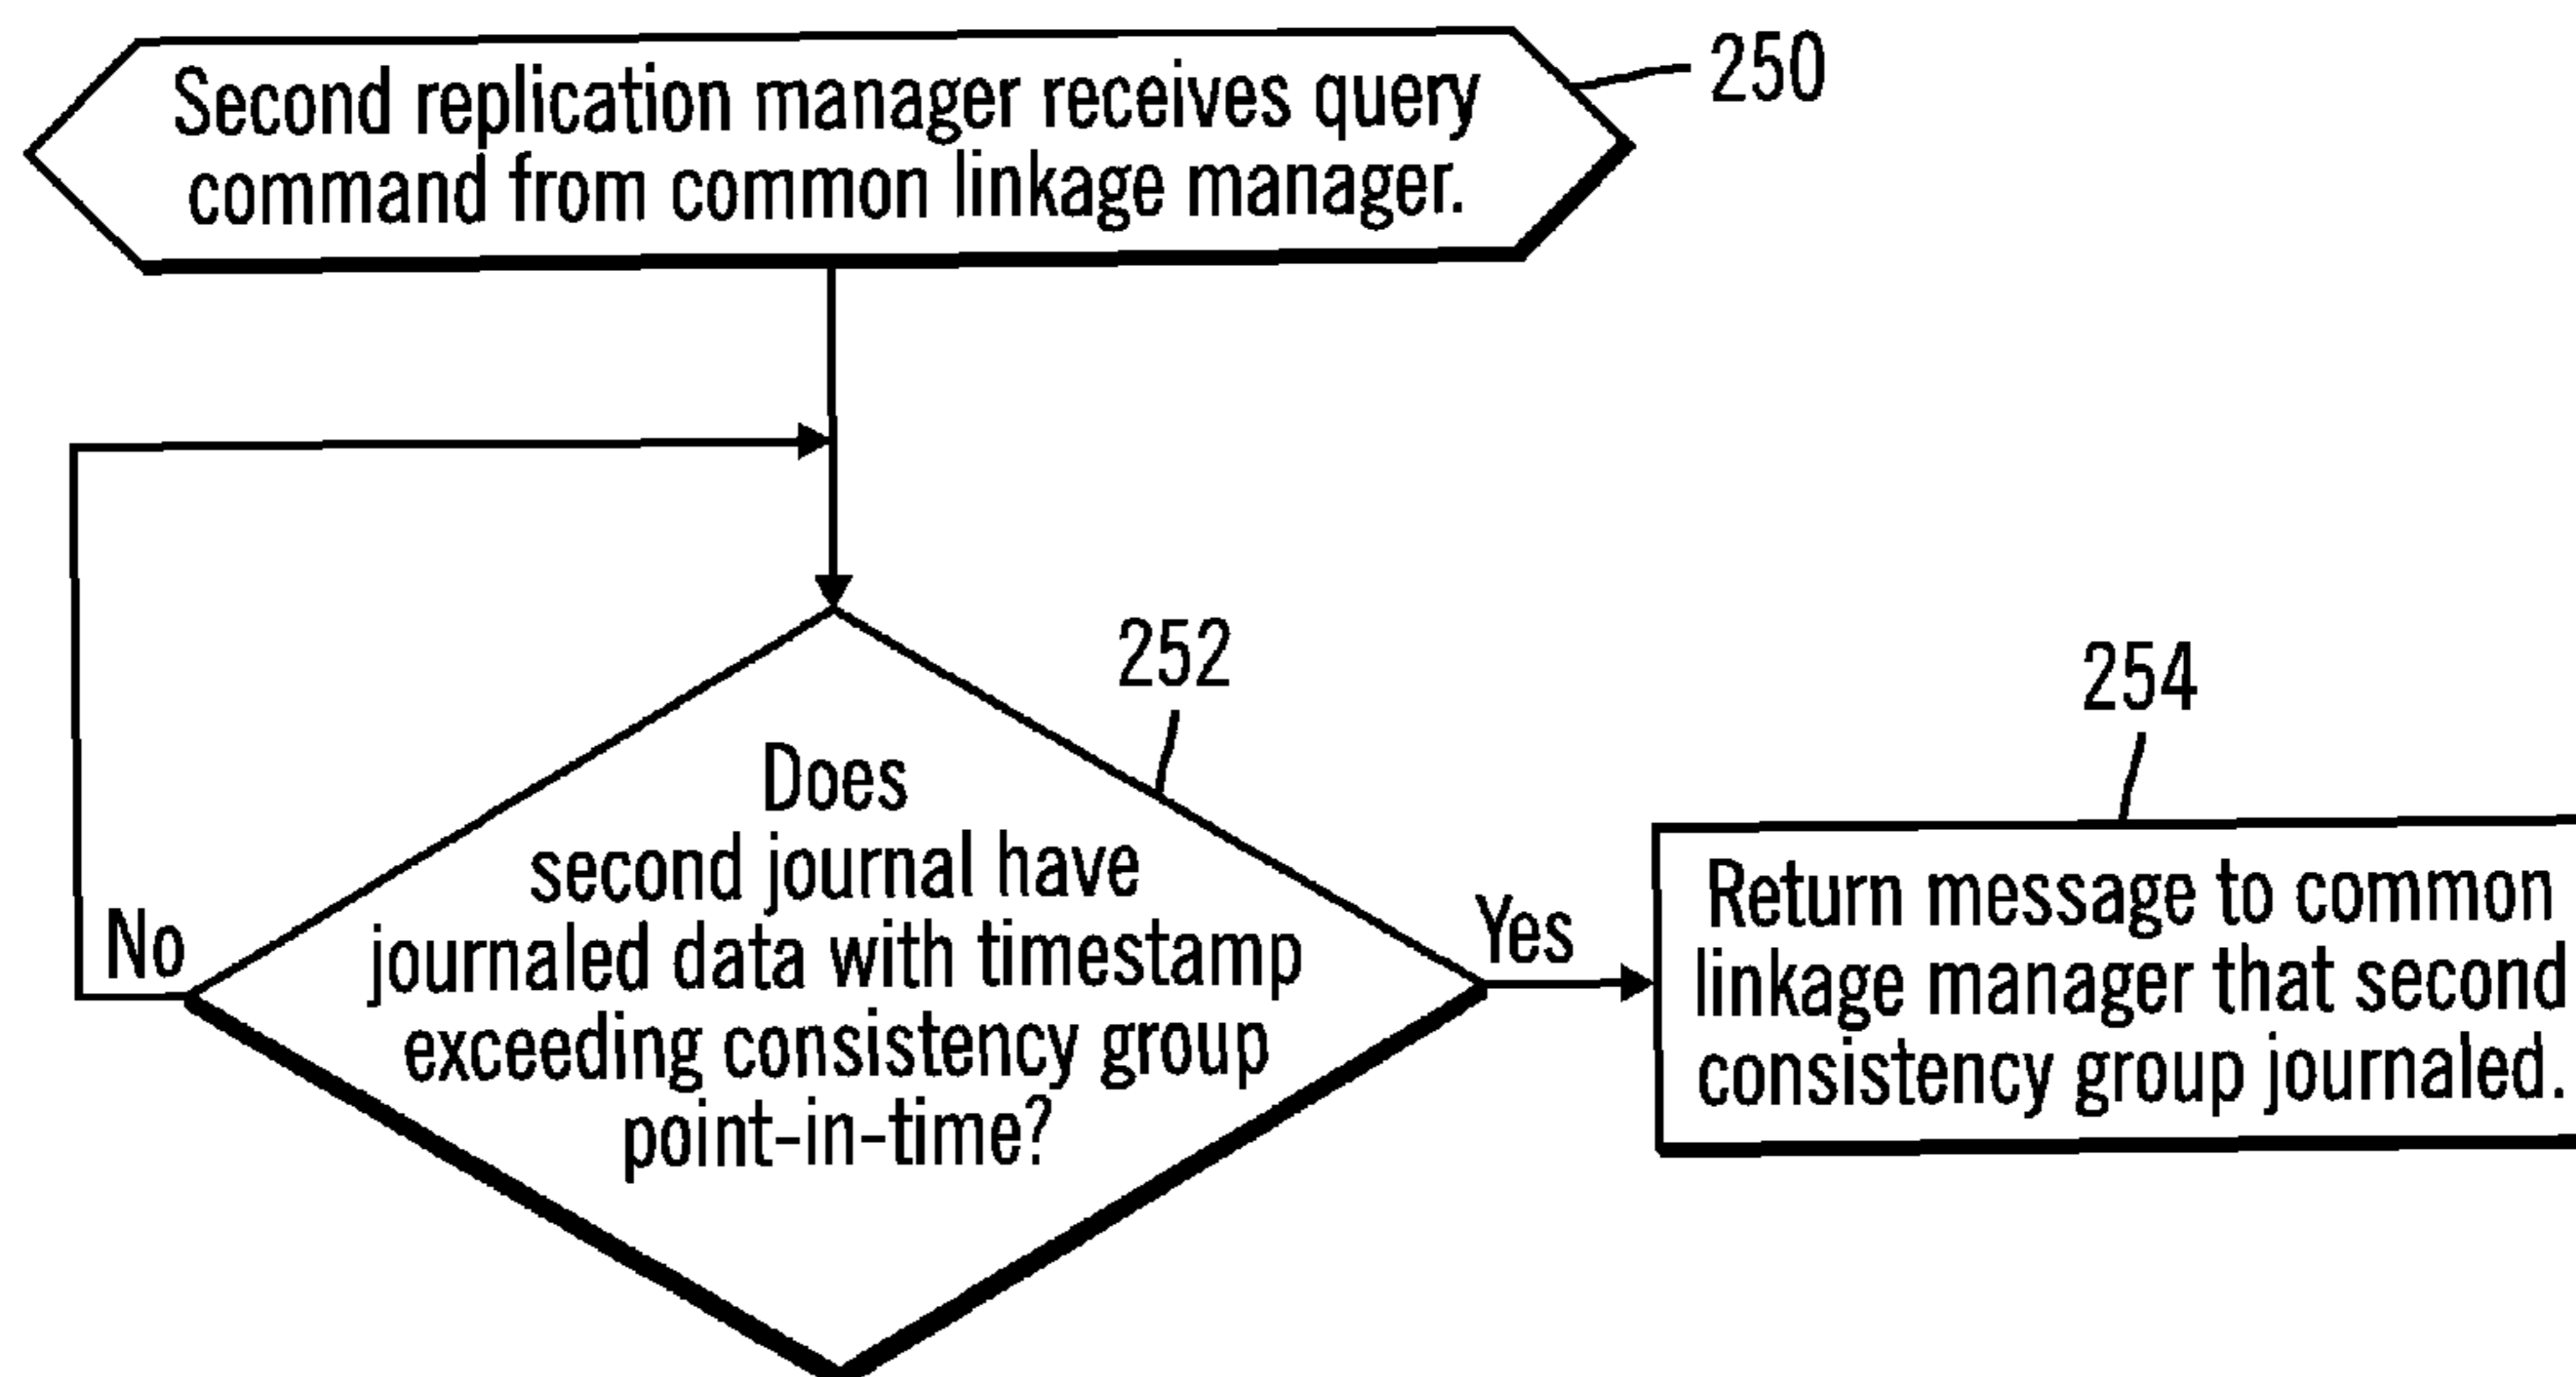 Second replication manager receives query
command from common linkage manager.
250
252
Does
second journal have
journaled data with timestamp
exceeding consistency group
point-in-time?
No
Yes
254
Return message to common
linkage manager that second
consistency group journaled.